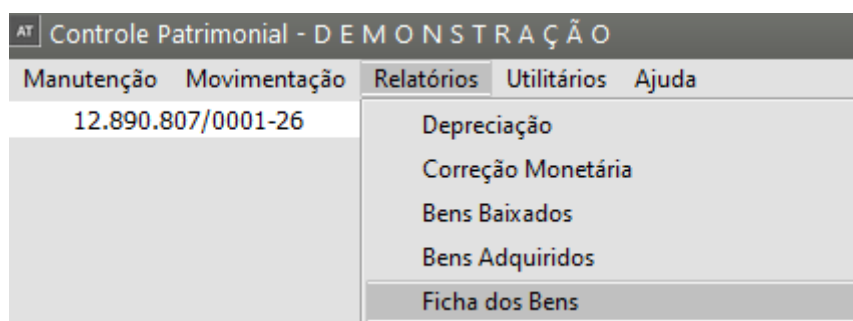 AT Controle Patrimonial - D E M O N S T R A Ç Ã O
Manutenção Movimentação Relatórios Utilitários Ajuda
12.890.807/0001-26
Depreciação
Correção Monetária
Bens Baixados
Bens Adquiridos
Ficha dos Bens